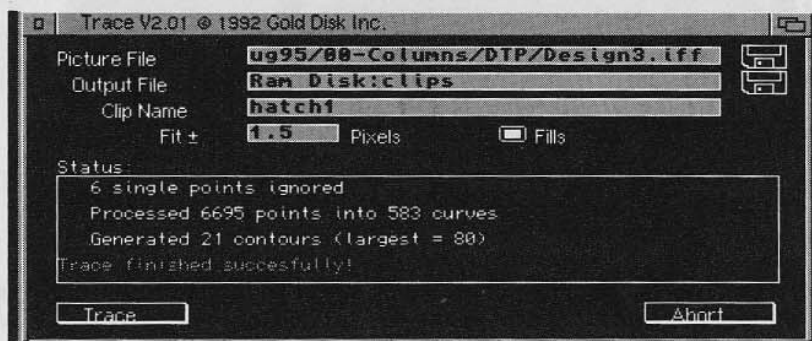 Trace V2.01 © 1992 Gold Disk Inc.
Picture File ug95/00-Columns/DTP/Design3.iff
Output File Ram Disk:clips
Clip Name hatch1
Fit ± 1.5 Pixels Fills
Status:
6 single points ignored
Processed 6695 points into 583 curves
Generated 21 contours (largest = 80)
Trace finished succesfully!
Trace Abort